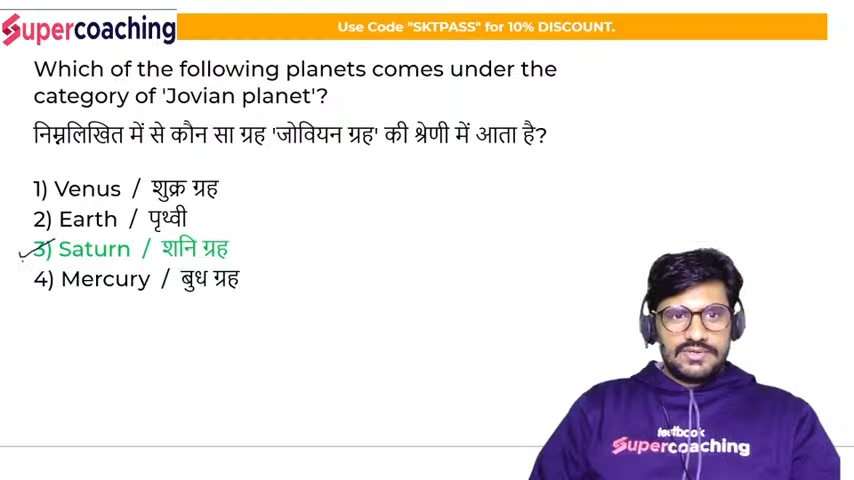 Supercoaching
Use Code "SKTPASS" for 10% DISCOUNT.
Which of the following planets comes under the
category of 'Jovian planet'?
निम्नलिखित में से कौन सा ग्रह 'जोवियन ग्रह' की श्रेणी में आता है?
1) Venus / शुक्र ग्रह
2) Earth / पृथ्वी
3) Saturn / शनि ग्रह
4) Mercury / बुध ग्रह
testbook
Supercoaching